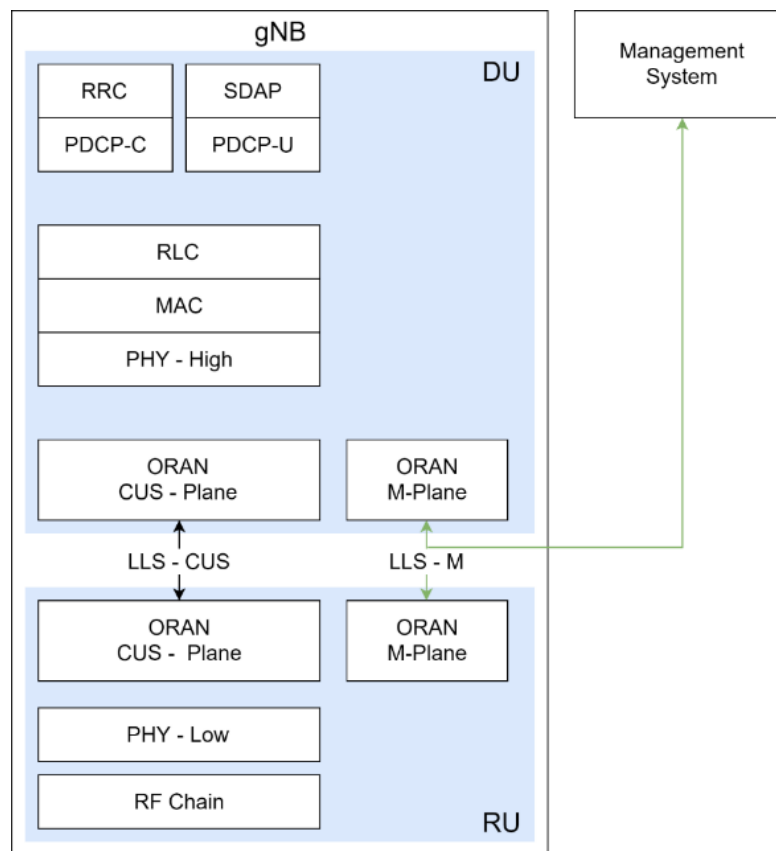 gNB
Management
System
DU
RRC
SDAP
PDCP-C
PDCP-U
RLC
MAC
PHY - High
ORAN
CUS - Plane
ORAN
M-Plane
LLS - CUS
LLS - M
ORAN
CUS -  Plane
ORAN
M-Plane
PHY - Low
RF Chain
RU